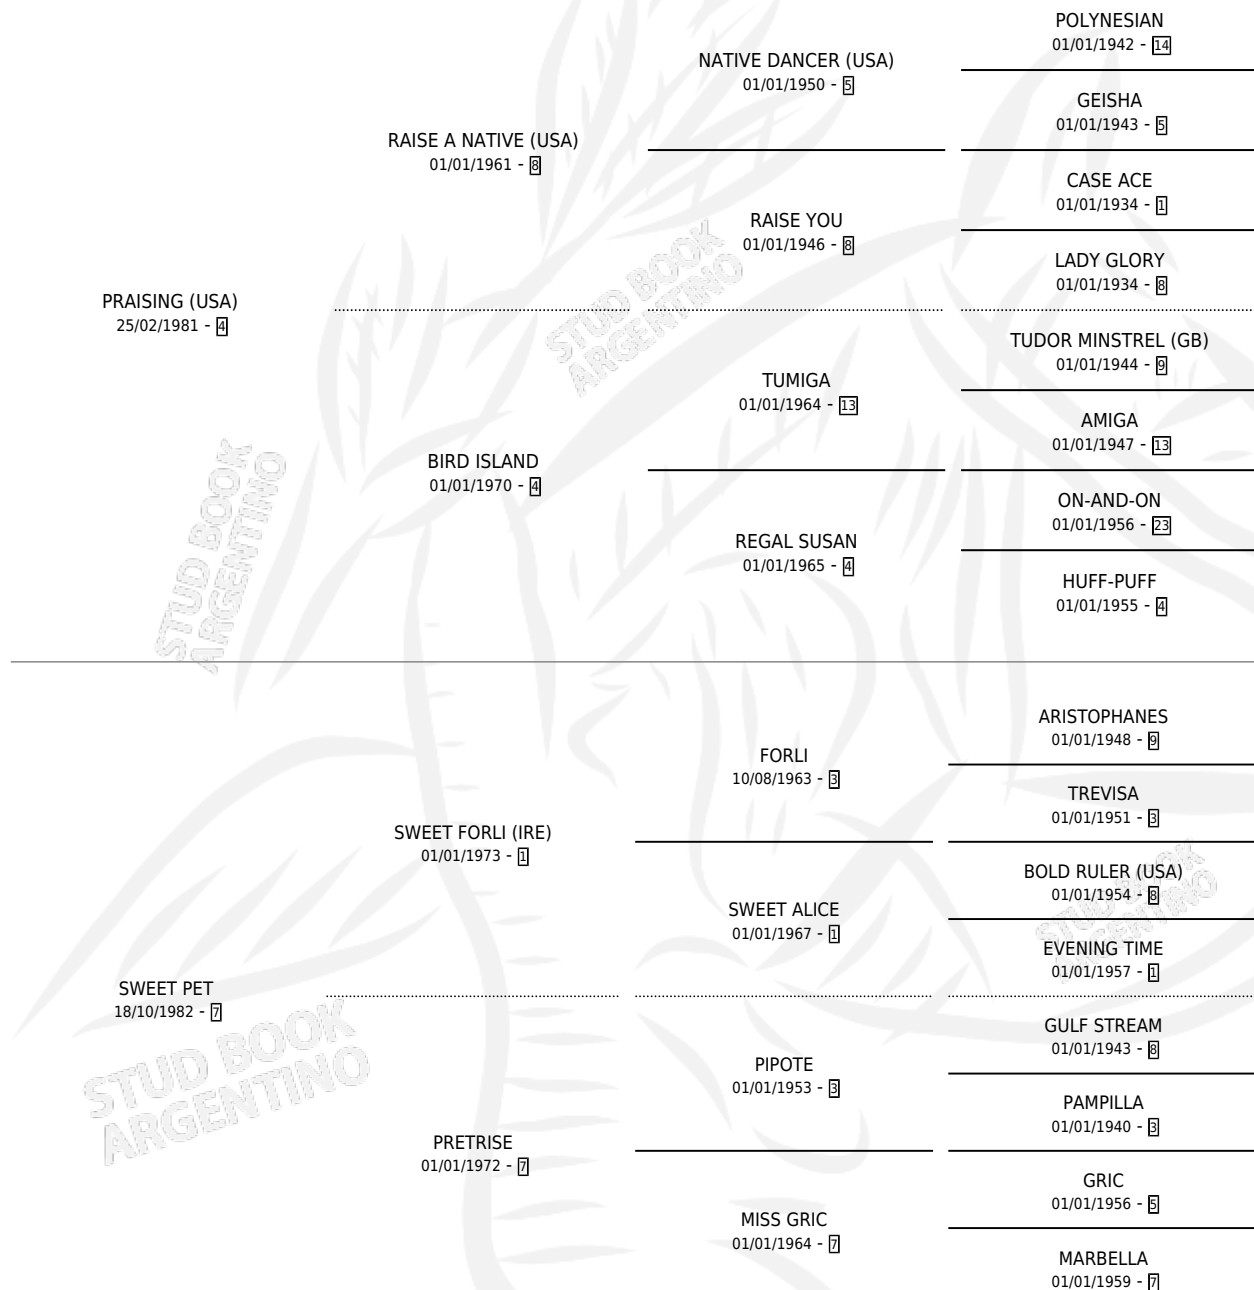 POLYNESIAN
01/01/1942 - 14
NATIVE DANCER (USA)
01/01/1950 - 5
GEISHA
01/01/1943 - 5
RAISE A NATIVE (USA)
01/01/1961 - 8
CASE ACE
01/01/1934 - 1
RAISE YOU
01/01/1946 - 8
LADY GLORY
01/01/1934 - 8
PRAISING (USA)
25/02/1981 - 4
TUDOR MINSTREL (GB)
01/01/1944 - 9
TUMIGA
01/01/1964 - 13
AMIGA
01/01/1947 - 13
BIRD ISLAND
01/01/1970 - 4
ON-AND-ON
01/01/1956 - 23
REGAL SUSAN
01/01/1965 - 4
HUFF-PUFF
01/01/1955 - 4
ARISTOPHANES
01/01/1948 - 9
FORLI
10/08/1963 - 3
TREVISA
01/01/1951 - 3
SWEET FORLI (IRE)
01/01/1973 - 1
BOLD RULER (USA)
01/01/1954 - 8
SWEET ALICE
01/01/1967 - 1
EVENING TIME
01/01/1957 - 1
SWEET PET
18/10/1982 - 7
GULF STREAM
01/01/1943 - 8
PIPOTE
01/01/1953 - 3
PAMPILLA
01/01/1940 - 3
PRETRISE
01/01/1972 - 7
GRIC
01/01/1956 - 5
MISS GRIC
01/01/1964 - 7
MARBELLA
01/01/1959 - 7
STUD BOOK
ARGENTINO
STUD BOOK
ARGENTINO
STUD BOOK
ARGENTINO
STUD BOOK
ARGENTINO